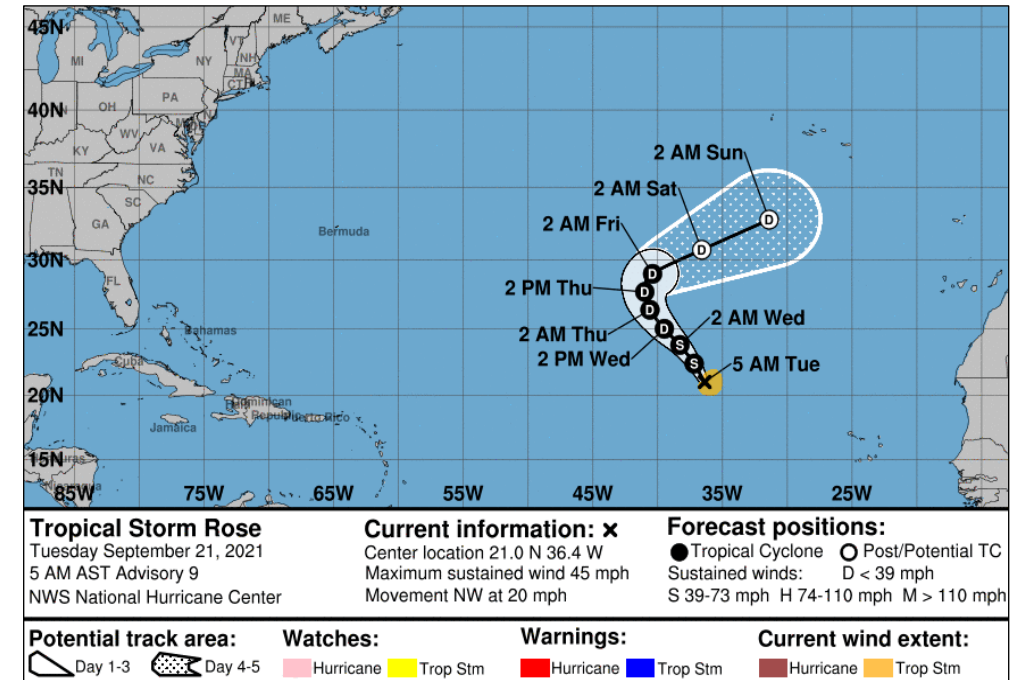 45N
ME
MI
VT
NH
NY
MA
CT
40N
OH
PA
WV
KY
VA
35N
TN
NC
SC
GA
30N
FL
Bermuda
25N
Bahamas
Cuba
20N
Dominican
Republic
Puerto Rico
Jamaica
15N
85W
75W
65W
55W
45W
35W
25W
2 AM Sun
D
2 AM Sat
D
2 AM Fri
D
2 PM Thu
D
2 AM Thu
D
2 PM Wed
D
2 AM Wed
S
S
5 AM Tue
Tropical Storm Rose
Tuesday September 21, 2021
5 AM AST Advisory 9
NWS National Hurricane Center
Current information: x
Center location 21.0 N 36.4 W
Maximum sustained wind 45 mph
Movement NW at 20 mph
Forecast positions:
Tropical Cyclone Post/Potential TC
Sustained winds: D < 39 mph
S 39-73 mph H 74-110 mph M > 110 mph
Potential track area:
Day 1-3 Day 4-5
Watches:
Hurricane Trop Stm
Warnings:
Hurricane Trop Stm
Current wind extent:
Hurricane Trop Stm